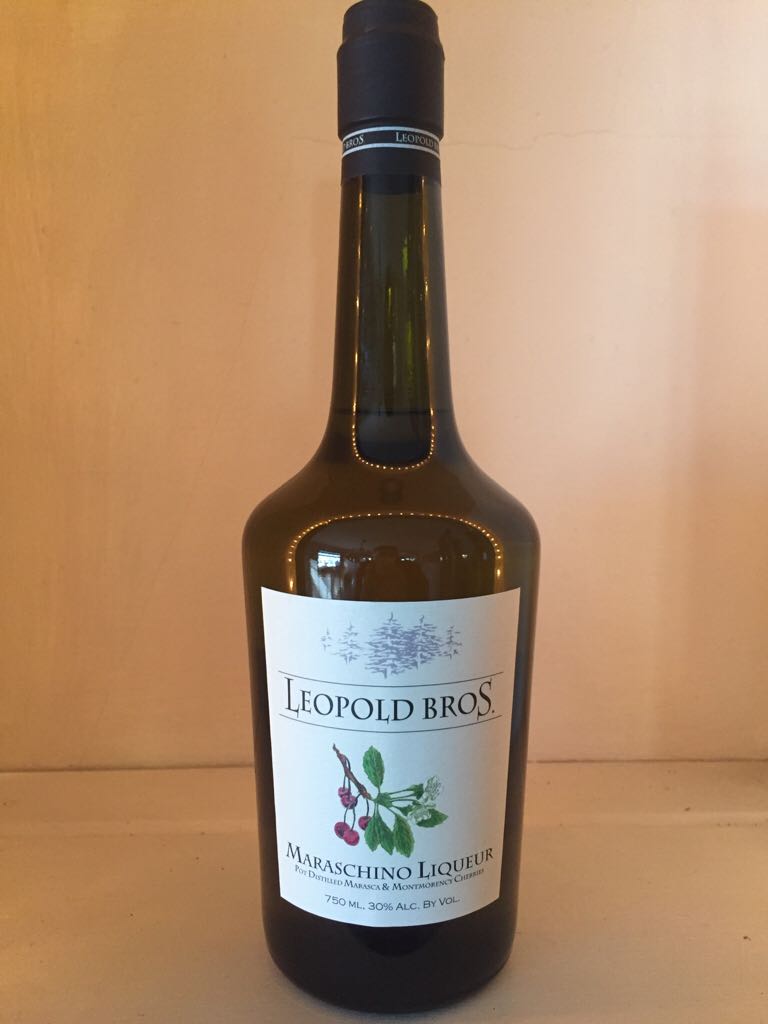 BROS LEOPOLD B
LEOPOLD BROS.
MARASCHINO LIQUEUR
POT DISTILLED MARASCA & MONTMORENCY CHERRIES
750 ML, 30% ALC. BY VOL.